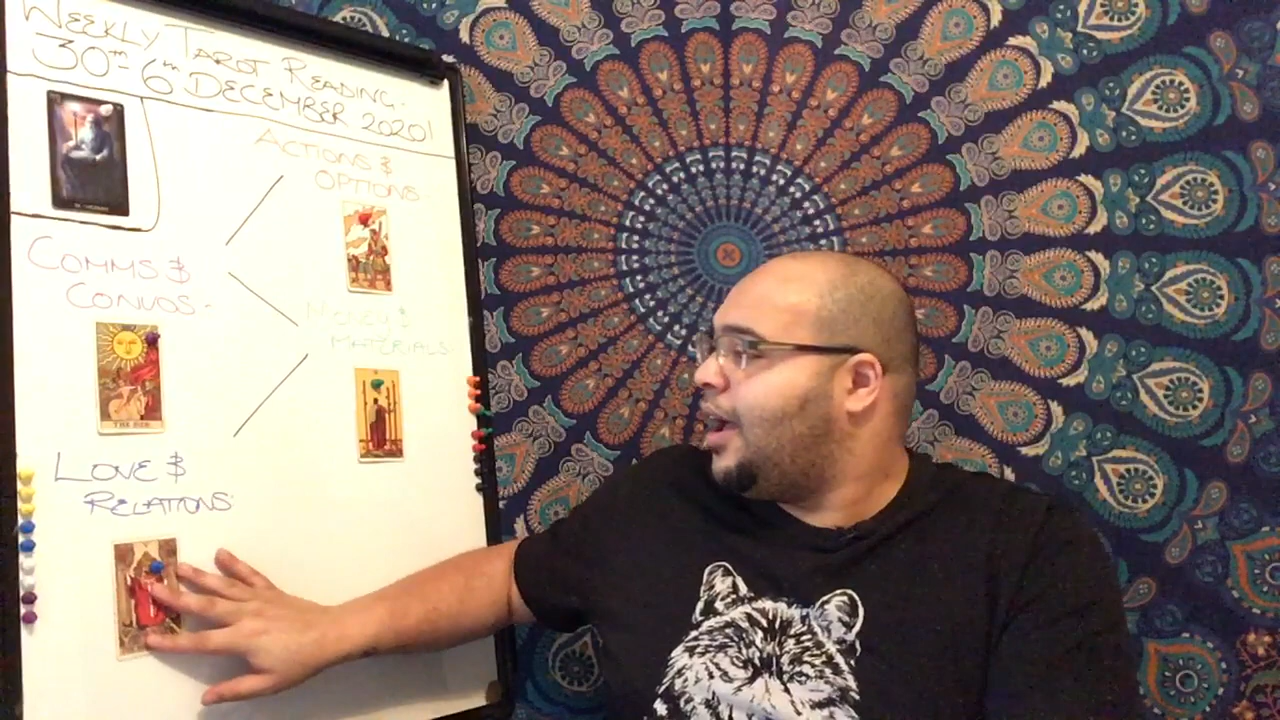 WEEKLY TAROT READING.
30TH - 6TH DECEMBER 2020!
ACTIONS &
OPTIONS.
COMMS &
CONVOS.
MONEY &
MATERIALS.
THE SUN
LOVE &
RELATIONS.